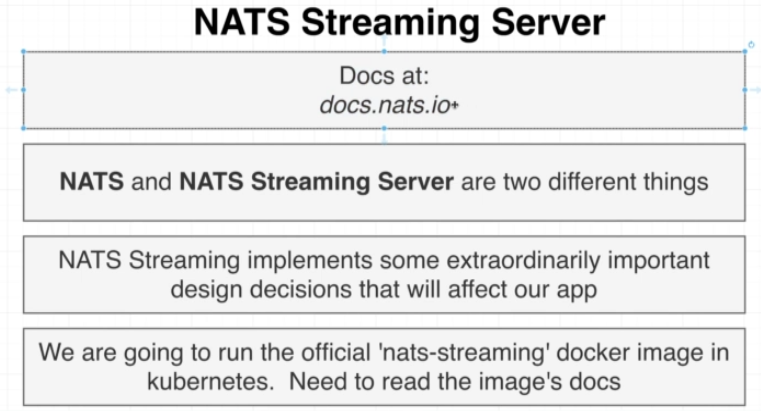 NATS Streaming Server
Docs at:
docs.nats.io
NATS and NATS Streaming Server are two different things
NATS Streaming implements some extraordinarily important
design decisions that will affect our app
We are going to run the official 'nats-streaming' docker image in
kubernetes. Need to read the image's docs